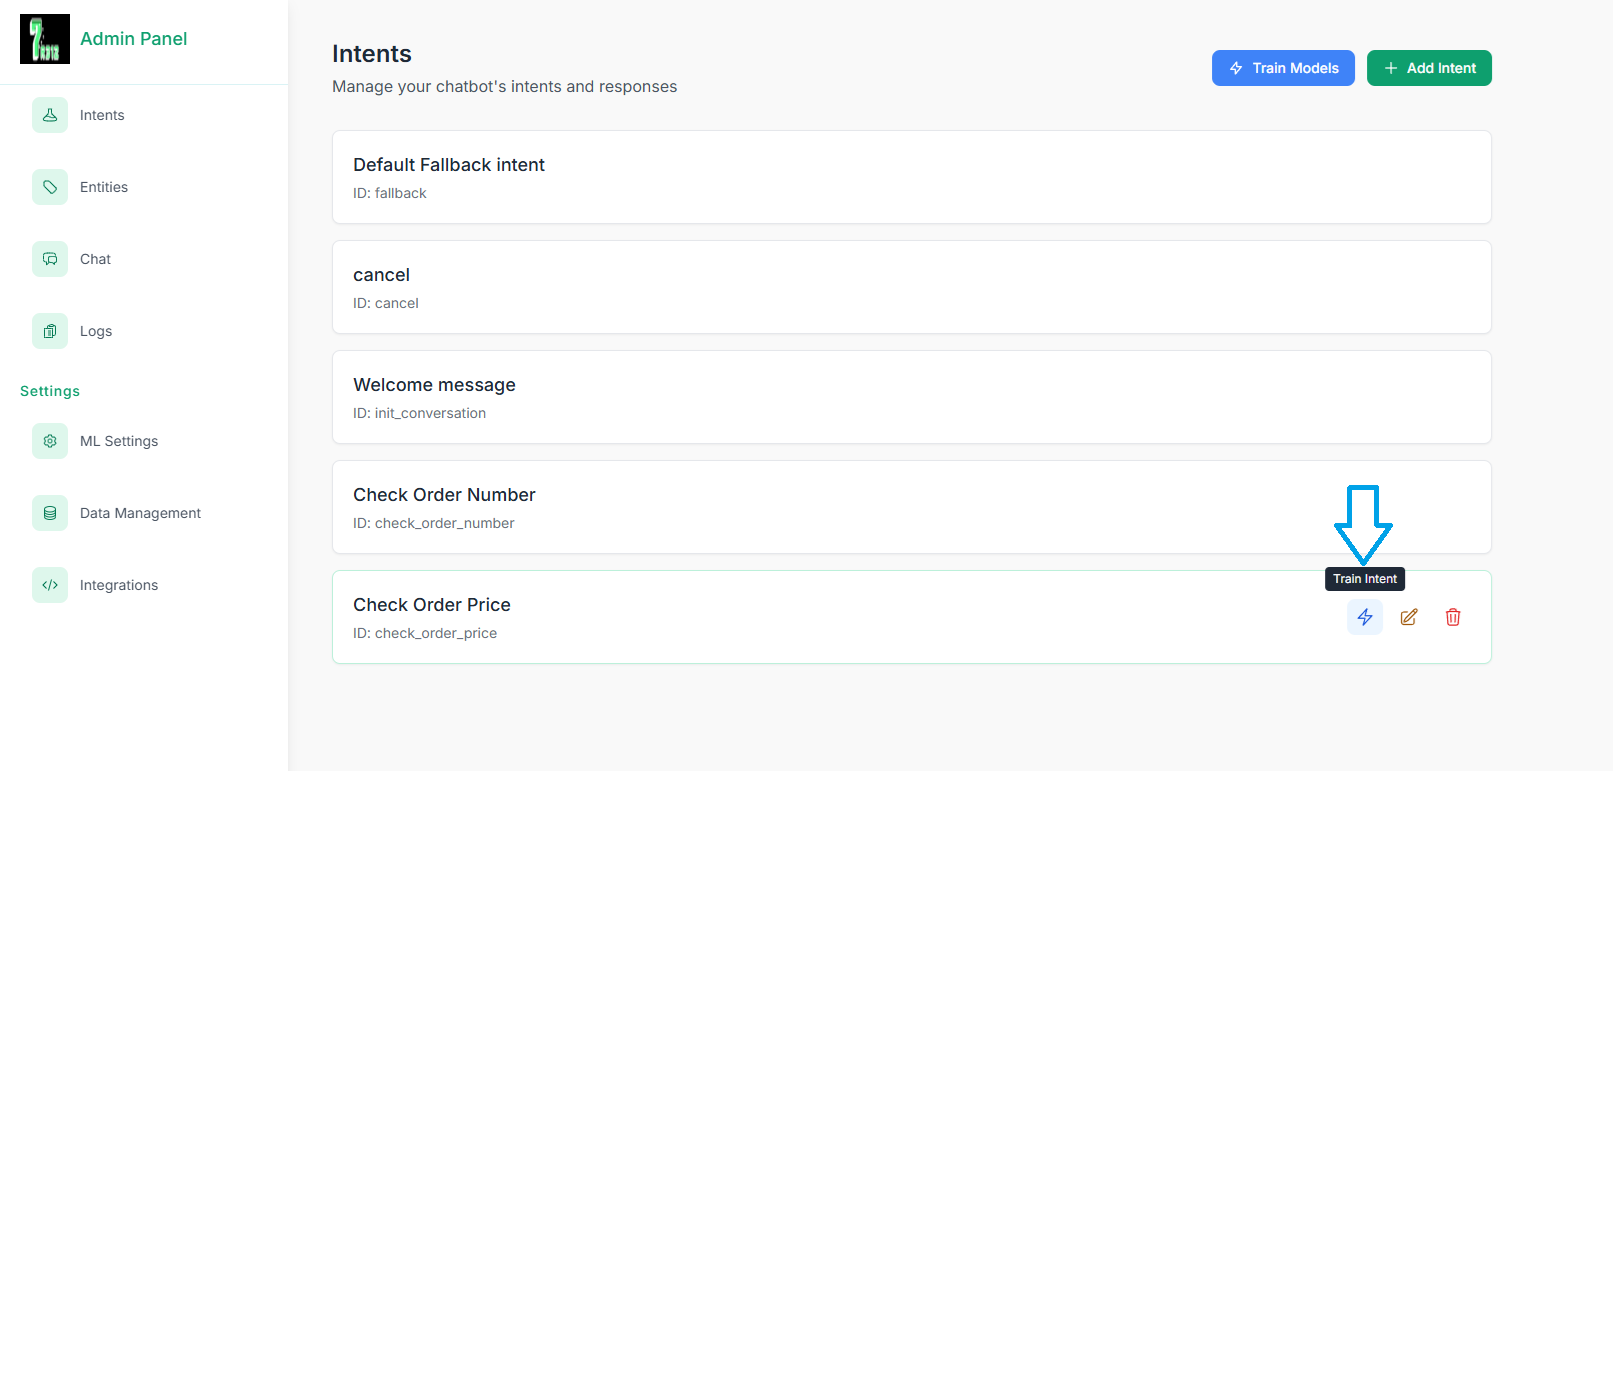 Admin Panel
Intents
Entities
Chat
Logs
Settings
ML Settings
Data Management
Integrations
Intents
Manage your chatbot's intents and responses
Train Models
Add Intent
Default Fallback intent
ID: fallback
cancel
ID: cancel
Welcome message
ID: init_conversation
Check Order Number
ID: check_order_number
Train Intent
Check Order Price
ID: check_order_price